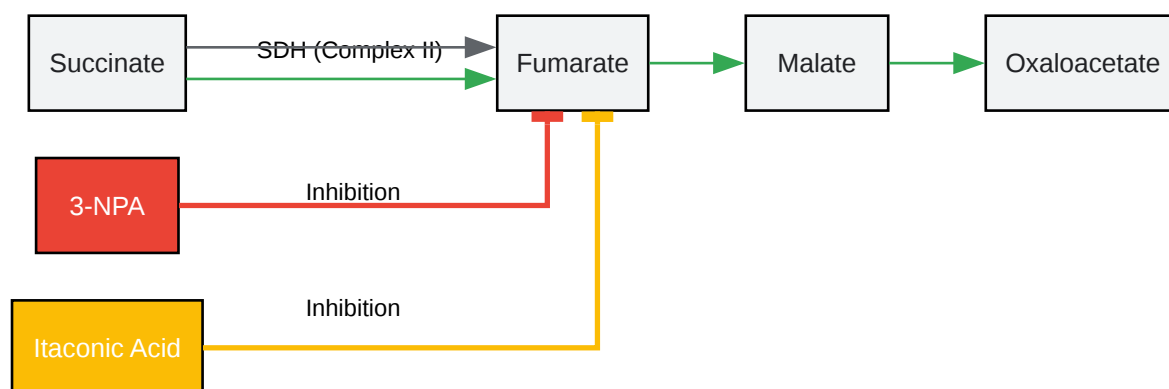 Succinate
SDH (Complex II)
Fumarate
Malate
Oxaloacetate
3-NPA
Inhibition
Inhibition
Itaconic Acid